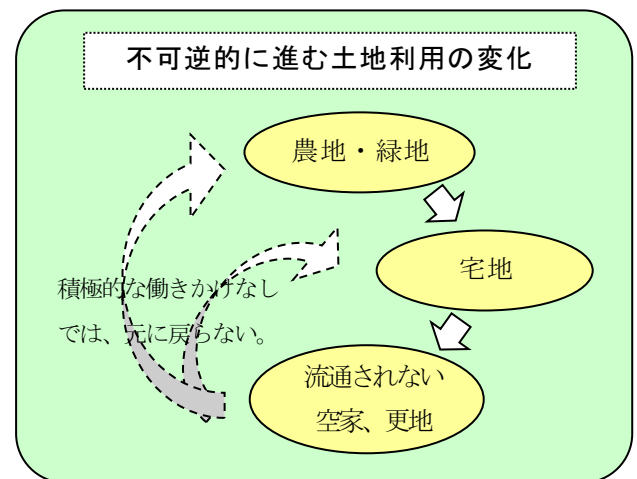 不可逆的に進む土地利用の変化
農地・緑地
宅地
積極的な働きかけなし
では、元に戻らない。
流通されない
空家、更地